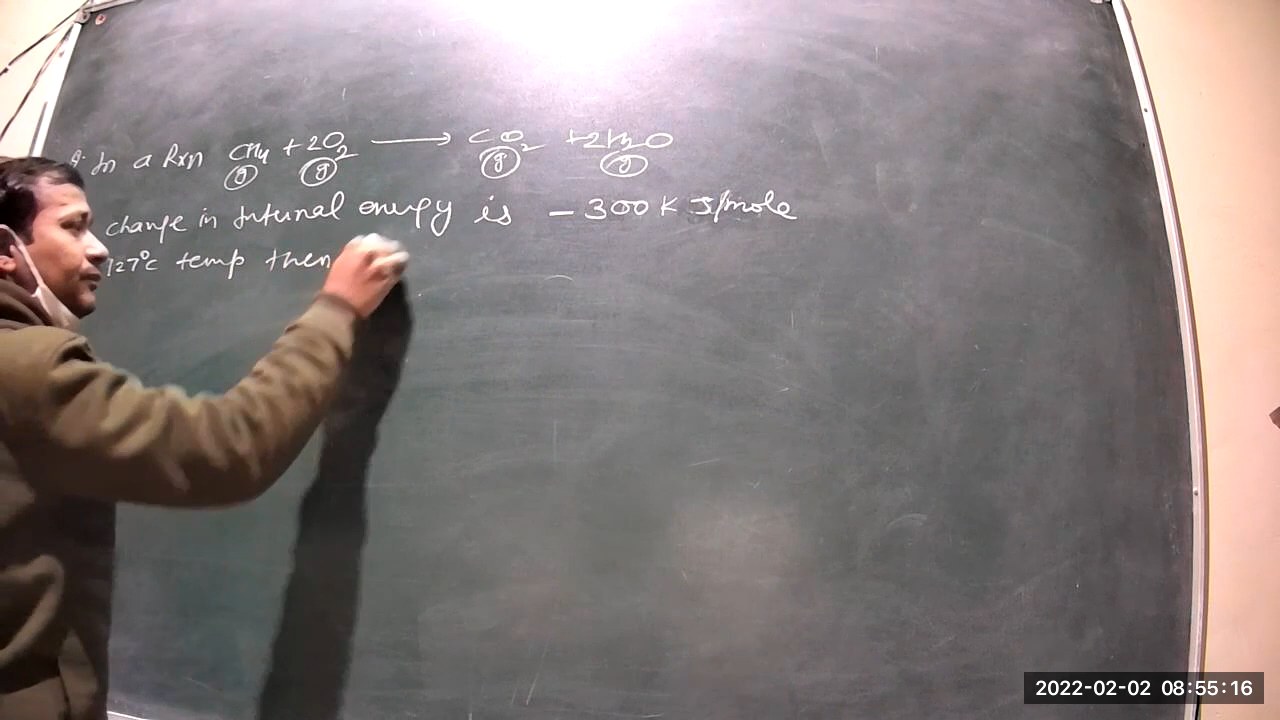 Q. In a Rxn CH4 + 2O2 ⟶ CO2 + 2H2O
(g) (g) (g) (g)
change in internal energy is - 300 KJ/mole
127°c temp then
2022-02-02 08:55:16